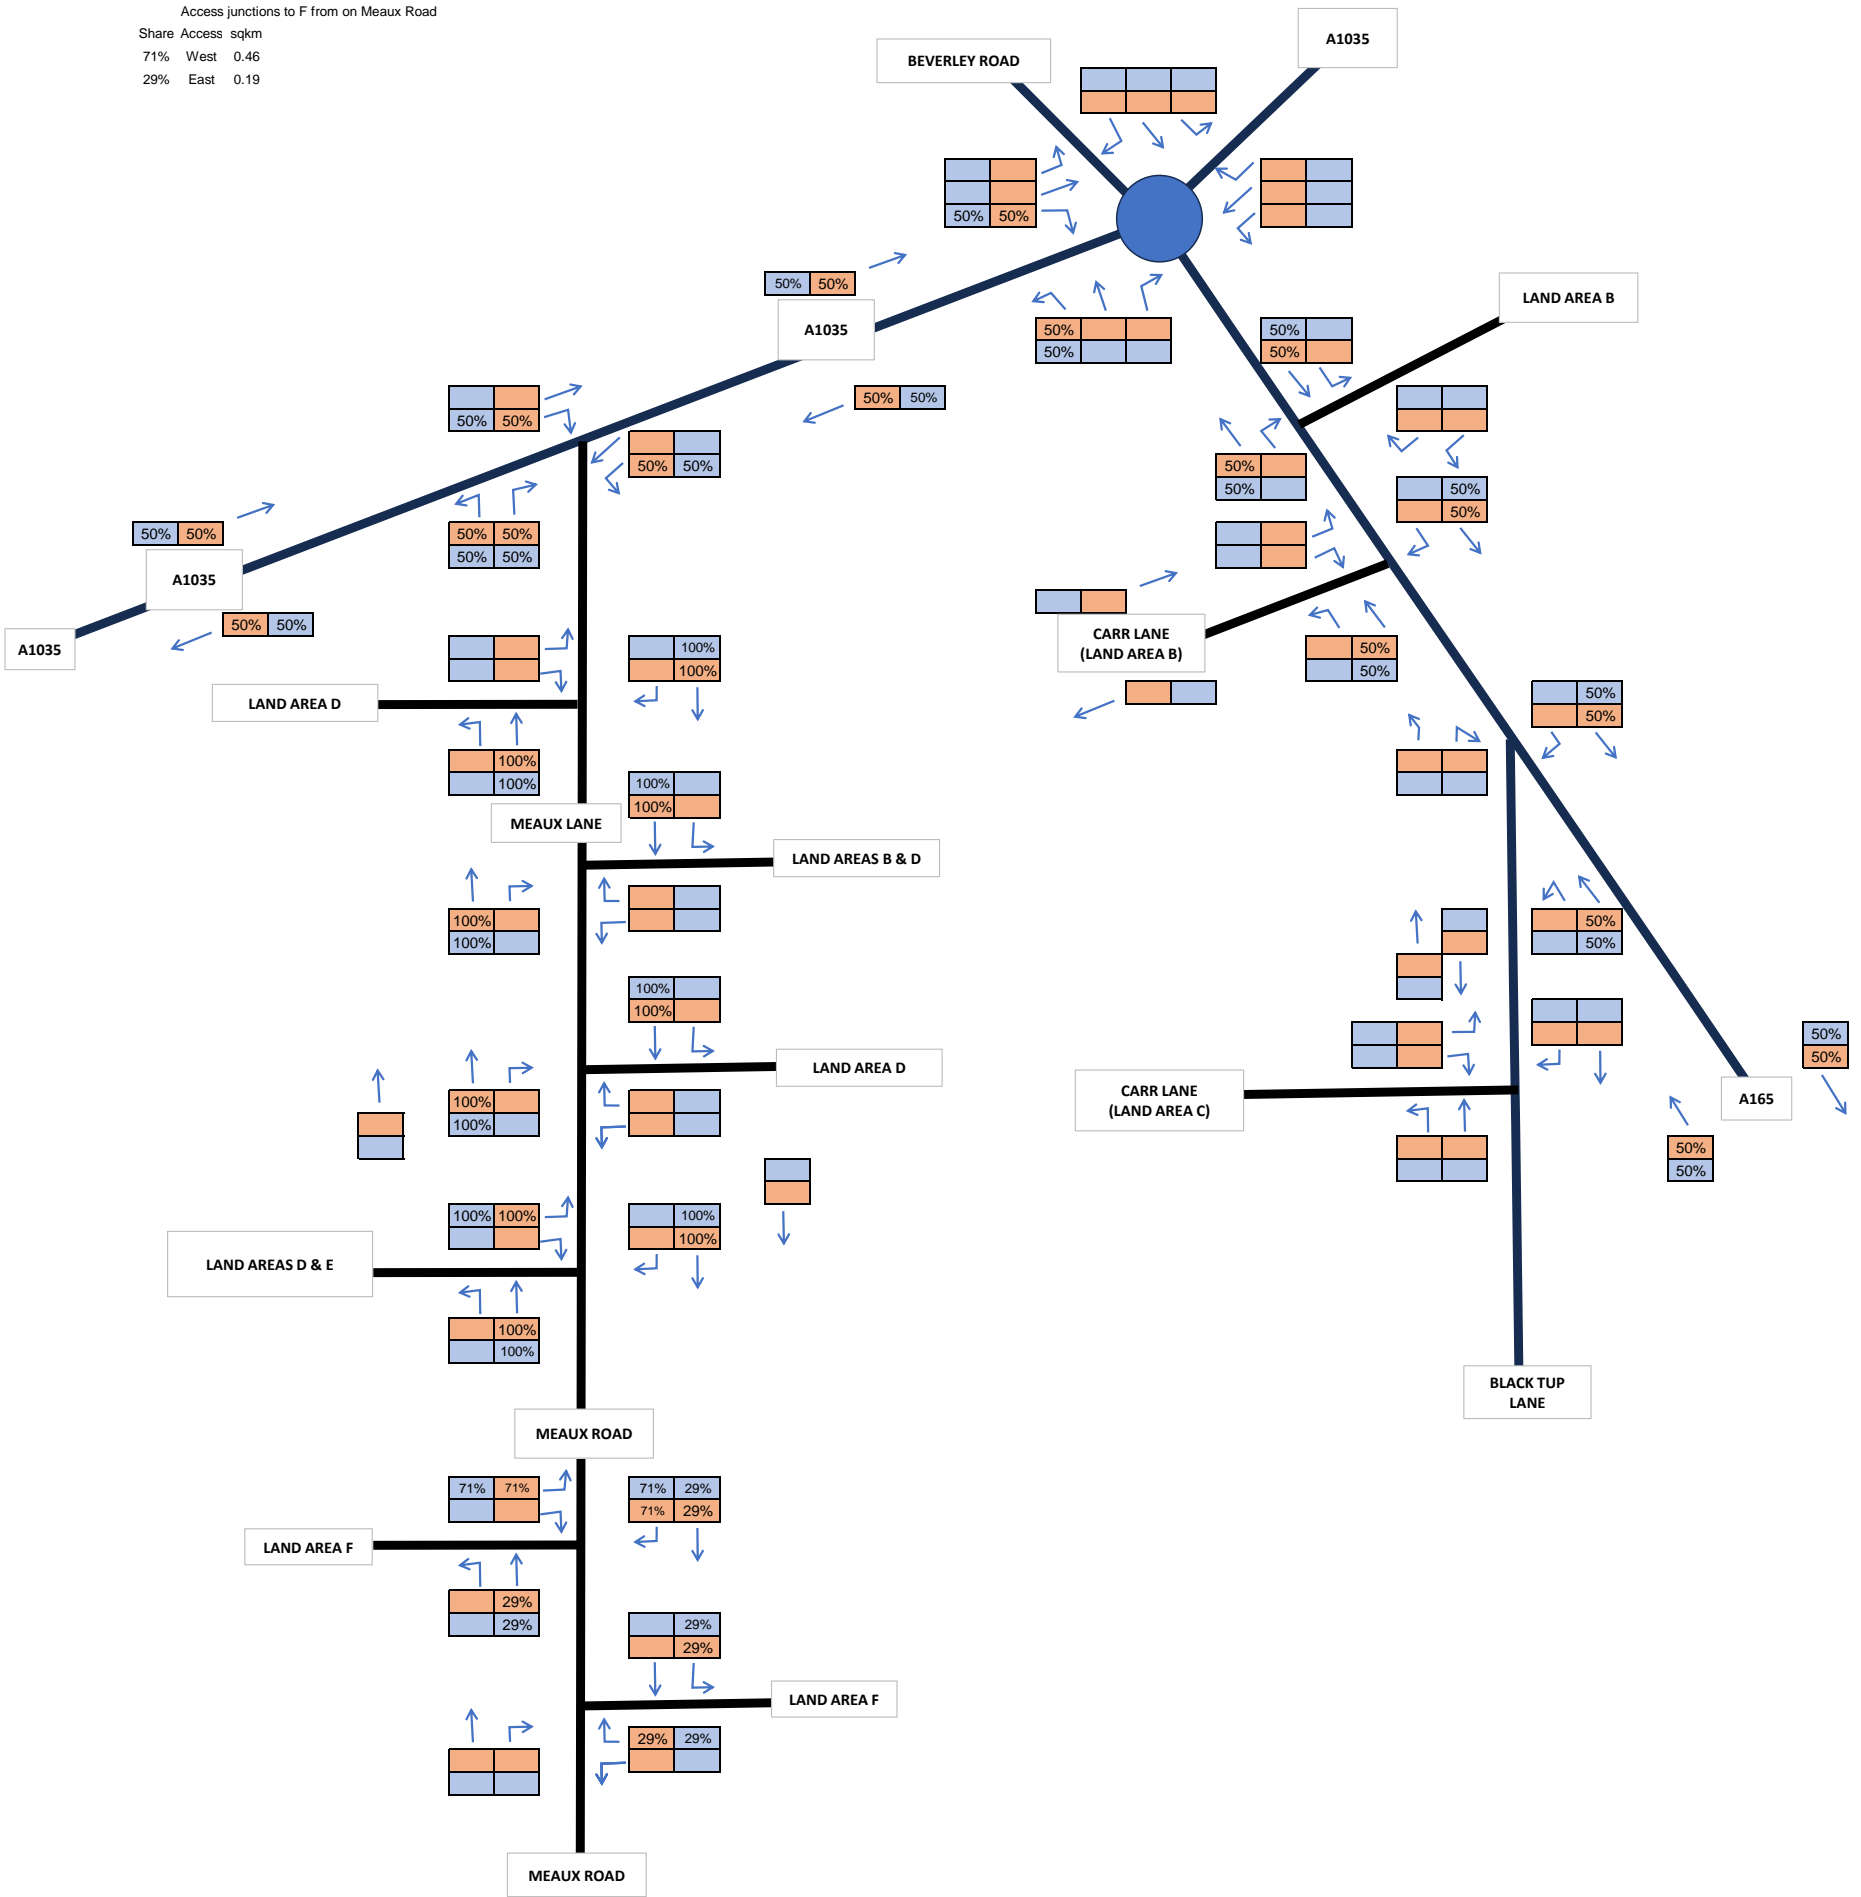 Access junctions to F from on Meaux Road
Share Access sqkm
71% West 0.46
29% East 0.19
A1035
BEVERLEY ROAD
50% 50%
50% 50%
A1035
50%
50%
50%
50%
LAND AREA B
50% 50%
50% 50%
50% 50%
50%
50%
50%
50%
50% 50%
A1035
50% 50%
50% 50%
50% 50%
A1035
CARR LANE
(LAND AREA B)
50%
50%
100%
100%
LAND AREA D
50%
50%
100%
100%
100%
100%
MEAUX LANE
LAND AREAS B & D
100%
100%
50%
50%
100%
100%
LAND AREA D
100%
100%
50%
50%
CARR LANE
(LAND AREA C)
A165
50%
50%
100% 100%
100%
100%
LAND AREAS D & E
100%
100%
BLACK TUP
LANE
MEAUX ROAD
71% 71%
71% 29%
71% 29%
LAND AREA F
29%
29%
29%
29%
LAND AREA F
29% 29%
MEAUX ROAD